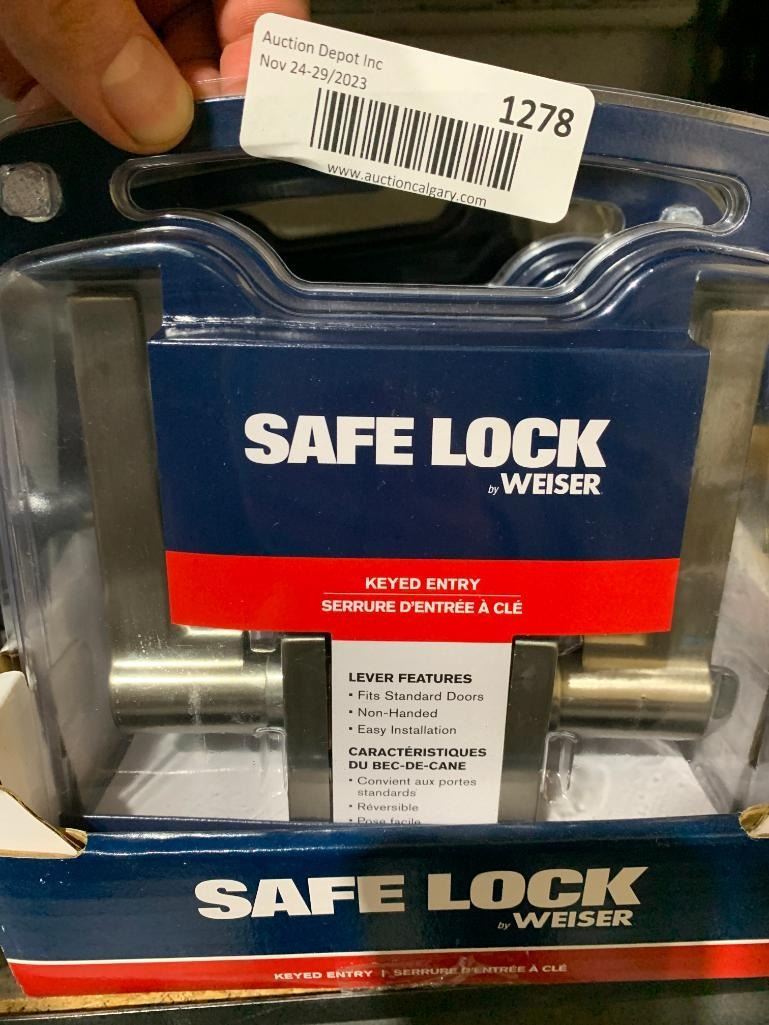 Auction Depot Inc
Nov 24-29/2023
1278
www.auctioncalgary.com
SAFE LOCK
by WEISER
KEYED ENTRY
SERRURE D'ENTRÉE À CLÉ
LEVER FEATURES
• Fits Standard Doors
• Non-Handed
• Easy Installation
CARACTÉRISTIQUES
DU BEC-DE-CANE
• Convient aux portes
standards
• Réversible
• Pose facile
SAFE LOCK
by WEISER
KEYED ENTRY | SERRURE D'ENTRÉE À CLÉ